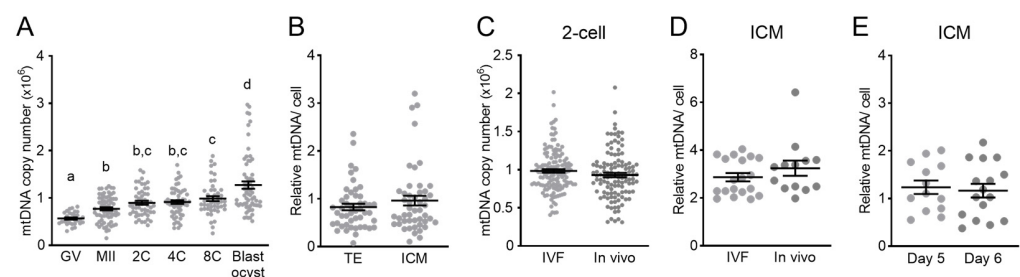 A
mtDNA copy number (x10⁶)
4
3
2
1
0
a
b
b,c
b,c
c
d
GV
MII
2C
4C
8C
Blast
ocyst
B
Relative mtDNA/ cell
4
3
2
1
0
TE
ICM
C
2-cell
mtDNA copy number (x10⁶)
2.5
2.0
1.5
1.0
0.5
0
IVF
In vivo
D
ICM
Relative mtDNA/ cell
8
6
4
2
0
IVF
In vivo
E
ICM
Relative mtDNA/ cell
4
3
2
1
0
Day 5
Day 6